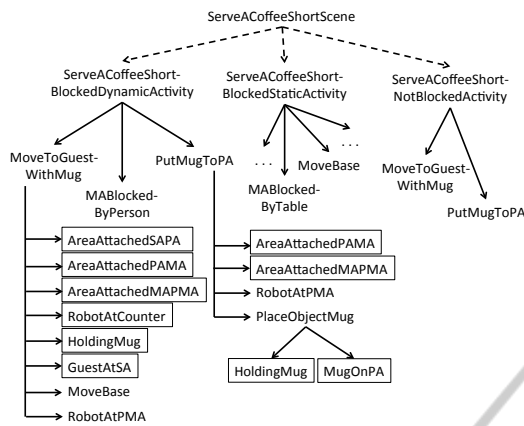 ServeACoffeeShortScene
ServeACoffeeShort-
BlockedDynamicActivity
ServeACoffeeShort-
BlockedStaticActivity
ServeACoffeeShort-
NotBlockedActivity
MoveToGuest-
WithMug
PutMugToPA
MABlocked-
ByPerson
. . .
MABlocked-
ByTable
MoveBase
. . .
MoveToGuest-
WithMug
PutMugToPA
AreaAttachedSAPA
AreaAttachedPAMA
AreaAttachedMAPMA
RobotAtCounter
HoldingMug
GuestAtSA
MoveBase
RobotAtPMA
AreaAttachedPAMA
AreaAttachedMAPMA
RobotAtPMA
PlaceObjectMug
HoldingMug
MugOnPA